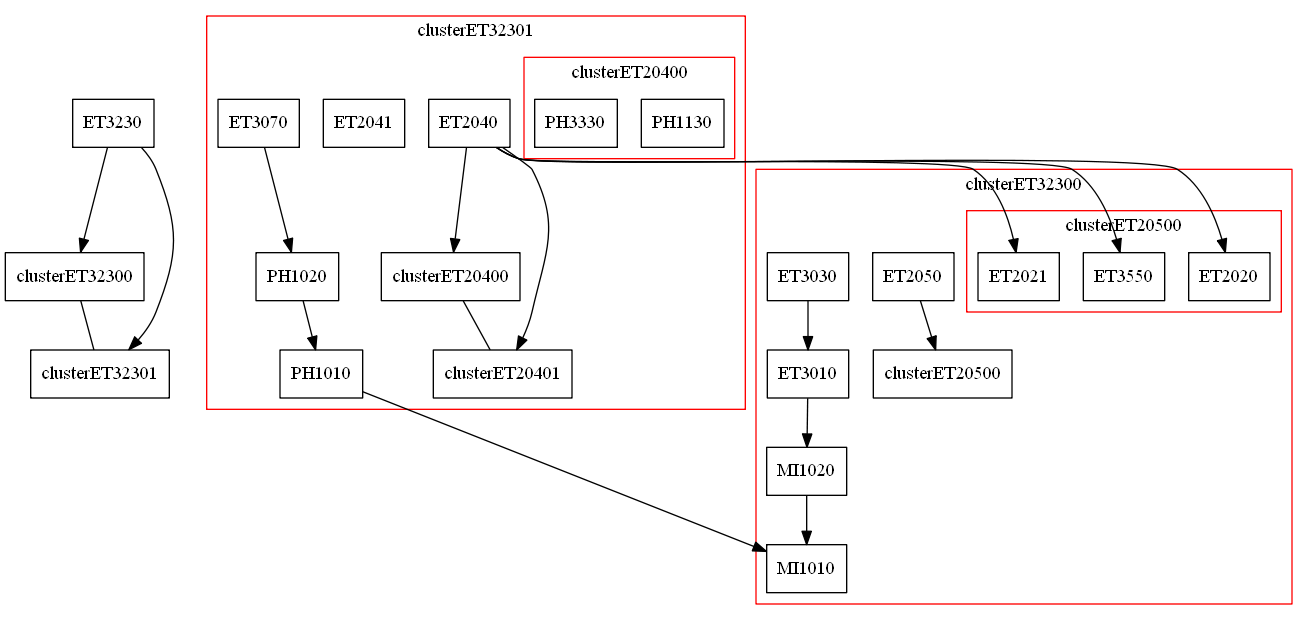 clusterET32301
clusterET20400
ET3230
ET3070
ET2041
ET2040
PH3330
PH1130
clusterET32300
clusterET20500
clusterET32300
PH1020
clusterET20400
ET3030
ET2050
ET2021
ET3550
ET2020
clusterET32301
PH1010
clusterET20401
ET3010
clusterET20500
MI1020
MI1010